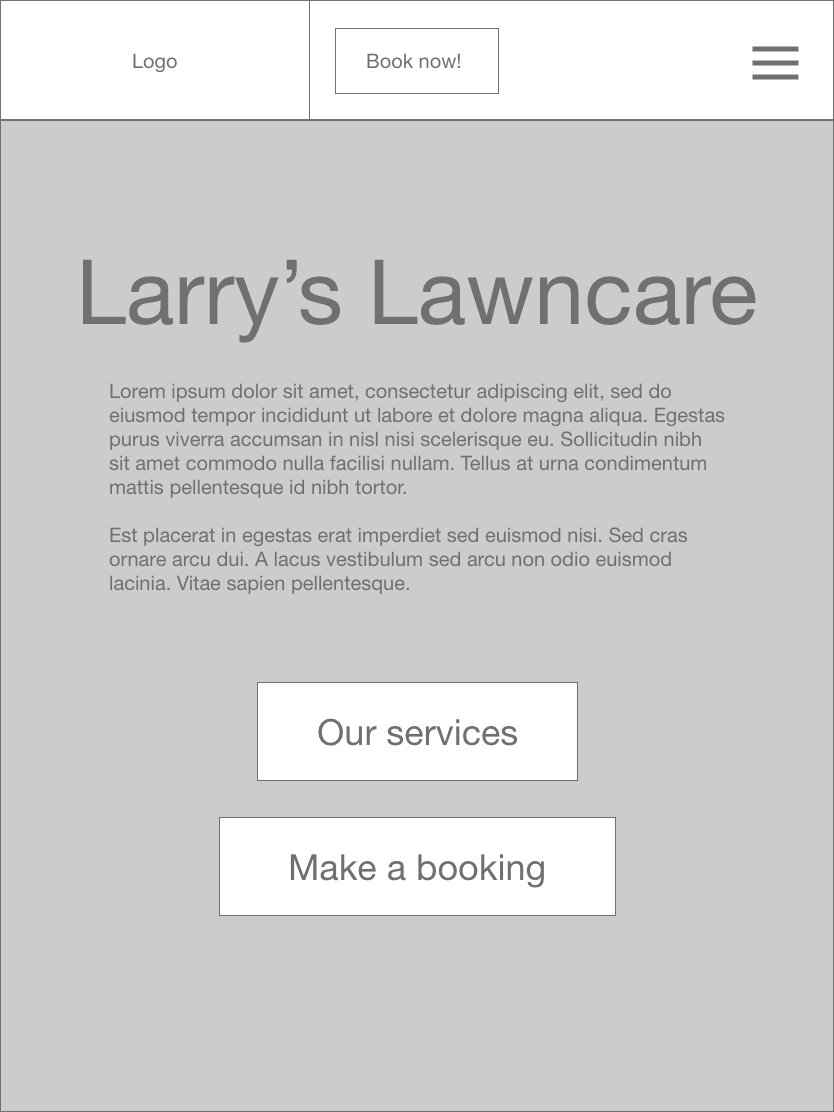 Logo
Book now!
Larry’s Lawncare
Lorem ipsum dolor sit amet, consectetur adipiscing elit, sed do
eiusmod tempor incididunt ut labore et dolore magna aliqua. Egestas
purus viverra accumsan in nisl nisi scelerisque eu. Sollicitudin nibh
sit amet commodo nulla facilisi nullam. Tellus at urna condimentum
mattis pellentesque id nibh tortor.
Est placerat in egestas erat imperdiet sed euismod nisi. Sed cras
ornare arcu dui. A lacus vestibulum sed arcu non odio euismod
lacinia. Vitae sapien pellentesque.
Our services
Make a booking